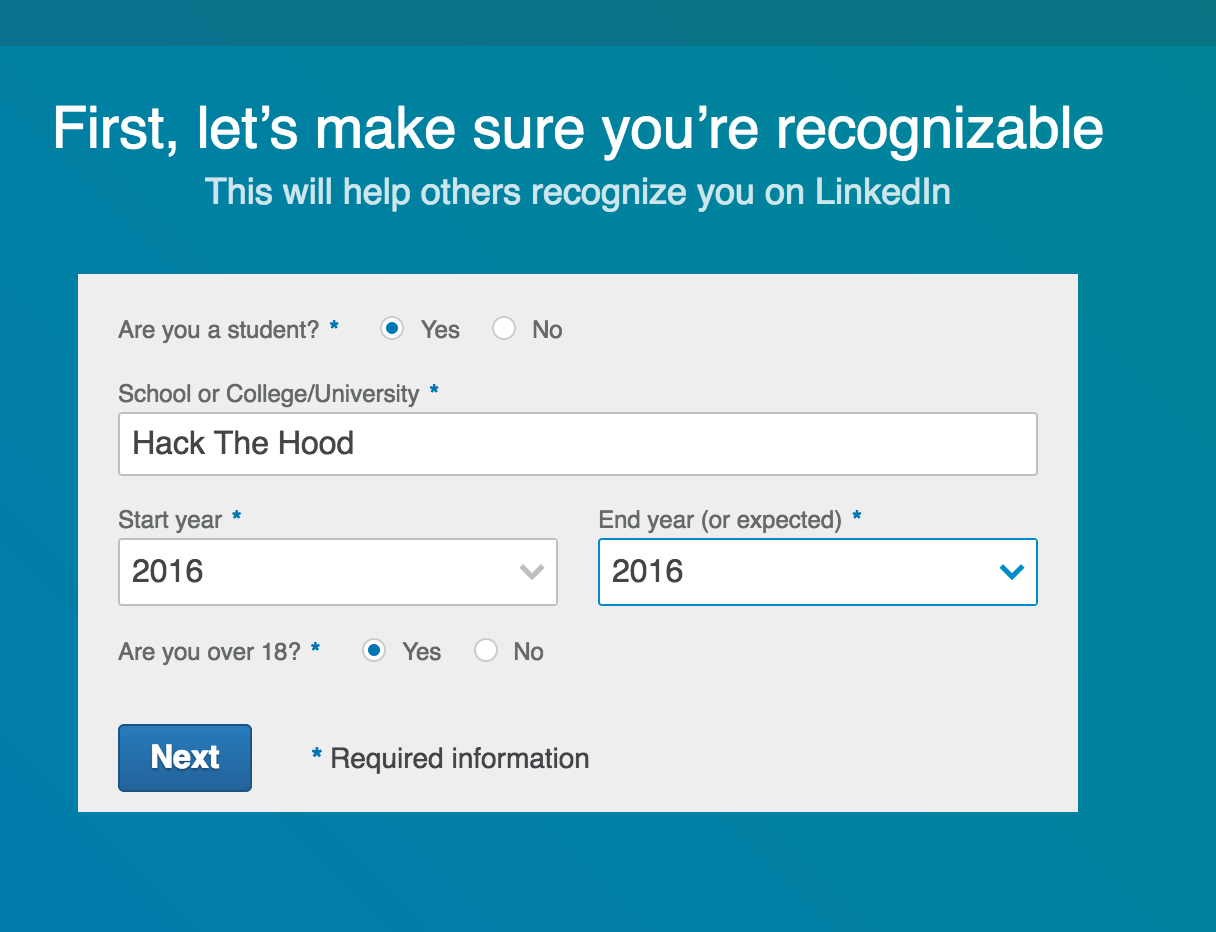 First, let’s make sure you’re recognizable
This will help others recognize you on LinkedIn
Are you a student? * Yes No
School or College/University *
Hack The Hood
Start year * End year (or expected) *
2016 2016
Are you over 18? * Yes No
Next * Required information